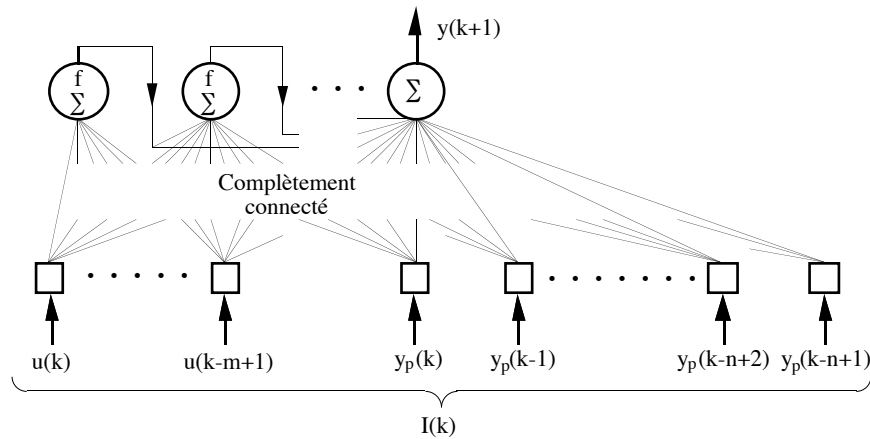 y(k+1)
f
Σ
f
Σ
Σ
Complètement
connecté
u(k)
u(k-m+1)
yp(k)
yp(k-1)
yp(k-n+2)
yp(k-n+1)
I(k)